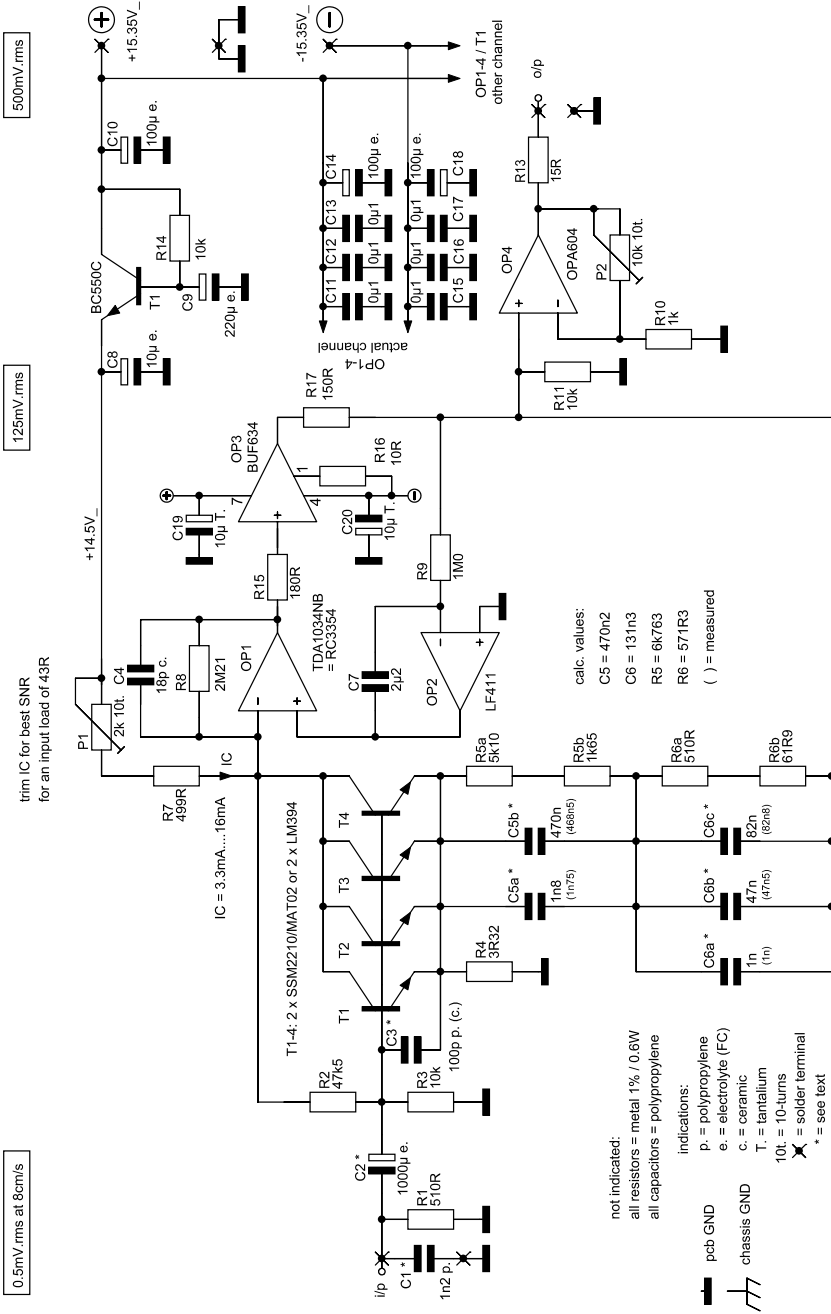 0.5mV.rms at 8cm/s
125mV.rms
500mV.rms
trim IC for best SNR
for an input load of 43R
P1
2k 10t.
+14.5V_
C8
10µ e.
BC550C
T1
C9
220µ e.
R14
10k
C10
100µ e.
+15.35V_
-15.35V_
R7
499R
IC
IC = 3.3mA....16mA
C4
18p c.
R8
2M21
OP1
TDA1034NB
= RC3354
R15
180R
C19
10µ T.
7
4
1
C20
10µ T.
OP3
BUF634
R16
10R
R17
150R
OP1-4
actual channel
C11
0µ1
C12
0µ1
C13
0µ1
C14
100µ e.
0µ1
C15
0µ1
C16
0µ1
C17
100µ e.
C18
OP1-4 / T1
other channel
T1-4: 2 x SSM2210/MAT02 or 2 x LM394
T1
T2
T3
T4
i/p
C1 *
1n2 p.
R1
510R
C2 *
1000µ e.
R2
47k5
R3
10k
C3 *
100p p. (c.)
R4
3R32
C7
2µ2
OP2
LF411
R9
1M0
R11
10k
OP4
OPA604
P2
10k 10t.
R10
1k
R13
15R
o/p
C5a *
1n8
(1n75)
C5b *
470n
(468n5)
R5a
5k10
R5b
1k65
C6a *
1n
(1n)
C6b *
47n
(47n5)
C6c *
82n
(82n8)
R6a
510R
R6b
61R9
calc. values:
C5 = 470n2
C6 = 131n3
R5 = 6k763
R6 = 571R3
( ) = measured
not indicated:
all resistors = metal 1% / 0.6W
all capacitors = polypropylene
indications:
p. = polypropylene
e. = electrolyte (FC)
c. = ceramic
T. = tantalium
10t. = 10-turns
= solder terminal
* = see text
pcb GND
chassis GND